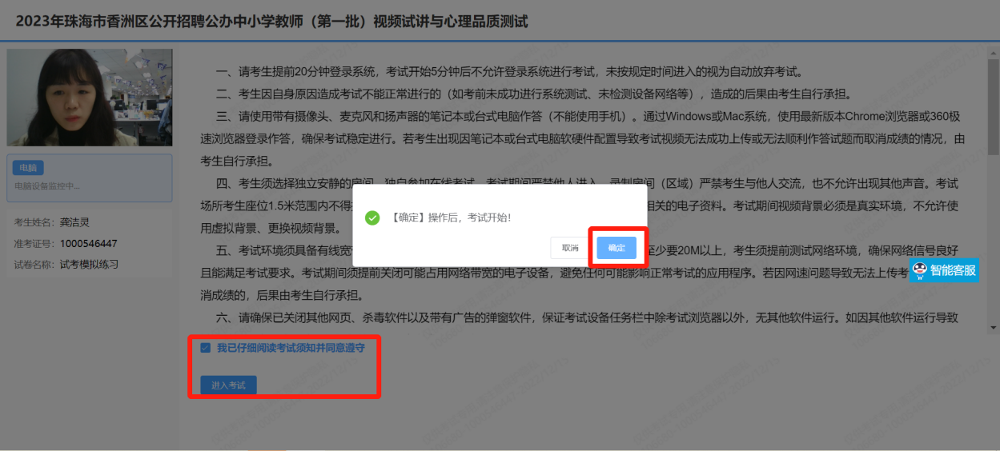 2023年珠海市香洲区公开招聘公办中小学教师（第一批）视频试讲与心理品质测试
电脑
电脑设备监控中...
考生姓名：龚洁灵
准考证号：1000546447
试卷名称：试考模拟练习
一、请考生提前20分钟登录系统，考试开始5分钟后不允许登录系统进行考试，未按规定时间进入的视为自动放弃考试。
二、考生因自身原因造成考试不能正常进行的（如考前未成功进行系统测试、未检测设备网络等），造成的后果由考生自行承担。
三、请使用带有摄像头、麦克风和扬声器的笔记本或台式电脑作答（不能使用手机）。通过Windows或Mac系统，使用最新版本Chrome浏览器或360极
速浏览器登录作答，确保考试稳定进行。若考生出现因笔记本或台式电脑软硬件配置导致考试视频无法成功上传或无法顺利作答试题而取消成绩的情况，由
考生自行承担。
四、考生须选择独立安静的房间，独自参加在线考试，考试期间严禁他人进入，录制房间（区域）严禁考生与他人交流，也不允许出现其他声音。考试
场所考生座位1.5米范围内不得 相关的电子资料。考试期间视频背景必须是真实环境，不允许使
用虚拟背景、更换视频背景。
五、考试环境须具备有线宽 至少要20M以上，考生须提前测试网络环境，确保网络信号良好
且能满足考试要求。考试期间须提前关闭可能占用网络带宽的电子设备，避免任何可能影响正常考试的应用程序。若因网速问题导致无法上传考
消成绩的，后果由考生自行承担。
六、请确保已关闭其他网页、杀毒软件以及带有广告的弹窗软件，保证考试设备任务栏中除考试浏览器以外，无其他软件运行。如因其他软件运行导致
【确定】操作后，考试开始！
取消
确定
智能客服
我已仔细阅读考试须知并同意遵守
进入考试